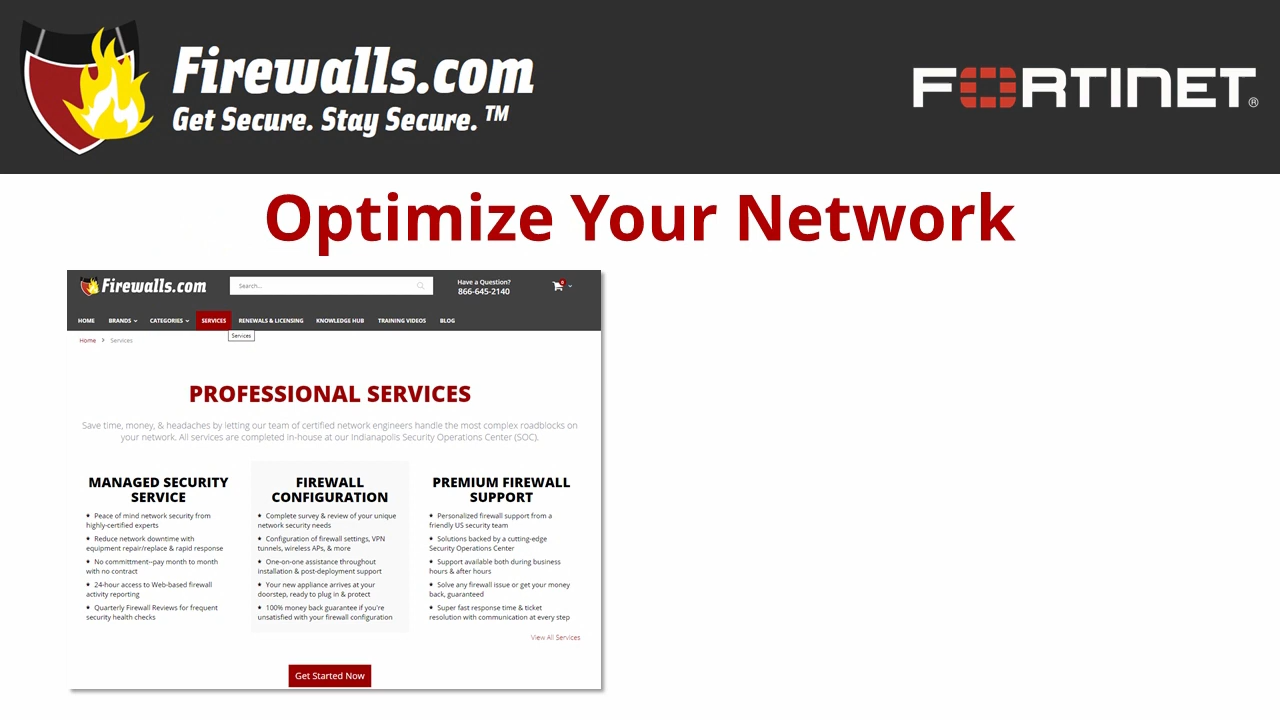 Firewalls.com
Get Secure. Stay Secure.™
FORTINET®
Optimize Your Network
Firewalls.com
Search...
Have a Question?
866-645-2140
0
HOME BRANDS CATEGORIES SERVICES RENEWALS & LICENSING KNOWLEDGE HUB TRAINING VIDEOS BLOG
Services
Home > Services
PROFESSIONAL SERVICES
Save time, money, & headaches by letting our team of certified network engineers handle the most complex roadblocks on
your network. All services are completed in-house at our Indianapolis Security Operations Center (SOC).
MANAGED SECURITY
SERVICE
Peace of mind network security from
highly-certified experts
Reduce network downtime with
equipment repair/replace & rapid response
No committment--pay month to month
with no contract
24-hour access to Web-based firewall
activity reporting
Quarterly Firewall Reviews for frequent
security health checks
FIREWALL
CONFIGURATION
Complete survey & review of your unique
network security needs
Configuration of firewall settings, VPN
tunnels, wireless APs, & more
One-on-one assistance throughout
installation & post-deployment support
Your new appliance arrives at your
doorstep, ready to plug in & protect
100% money back guarantee if you're
unsatisfied with your firewall configuration
PREMIUM FIREWALL
SUPPORT
Personalized firewall support from a
friendly US security team
Solutions backed by a cutting-edge
Security Operations Center
Support available both during business
hours & after hours
Solve any firewall issue or get your money
back, guaranteed
Super fast response time & ticket
resolution with communication at every step
View All Services
Get Started Now